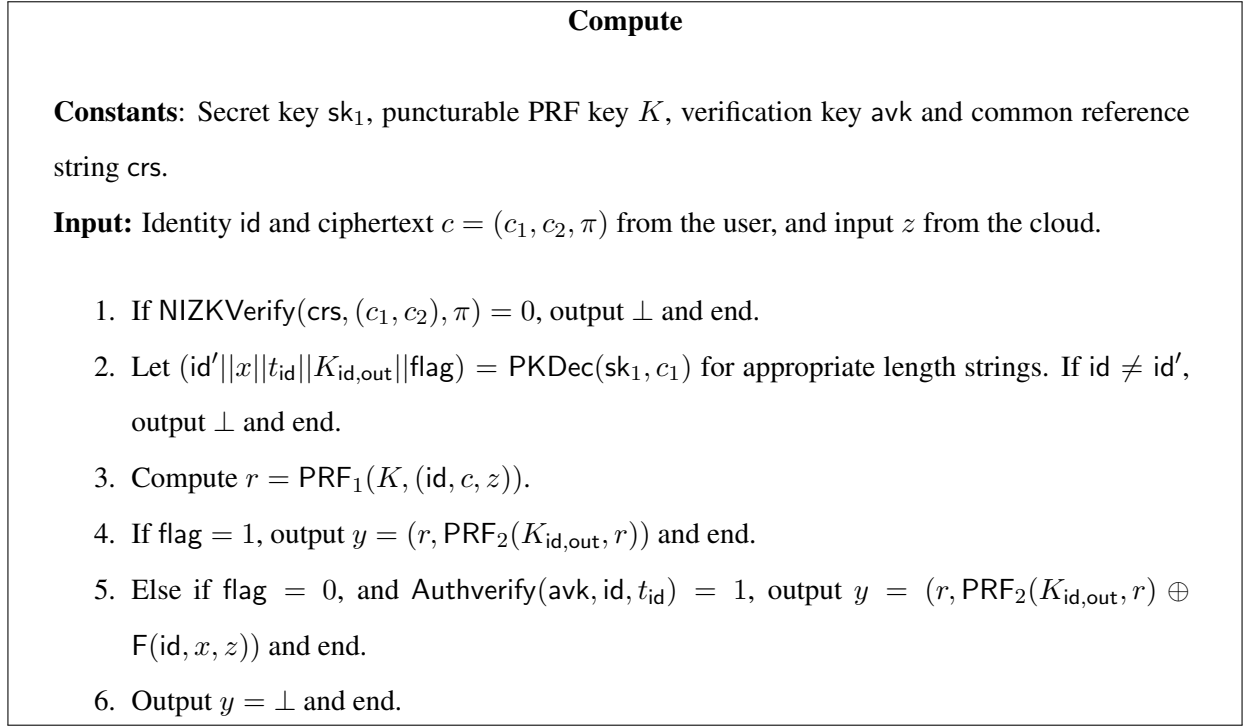 Compute
Constants: Secret key sk₁, puncturable PRF key K, verification key avk and common reference
string crs.
Input: Identity id and ciphertext c = (c₁, c₂, π) from the user, and input z from the cloud.
1. If NIZKVerify(crs, (c₁, c₂), π) = 0, output ⊥ and end.
2. Let (id′||x||t_id||K_id,out||flag) = PKDec(sk₁, c₁) for appropriate length strings. If id ≠ id′,
output ⊥ and end.
3. Compute r = PRF₁(K, (id, c, z)).
4. If flag = 1, output y = (r, PRF₂(K_id,out, r)) and end.
5. Else if flag = 0, and Authverify(avk, id, t_id) = 1, output y = (r, PRF₂(K_id,out, r) ⊕
F(id, x, z)) and end.
6. Output y = ⊥ and end.